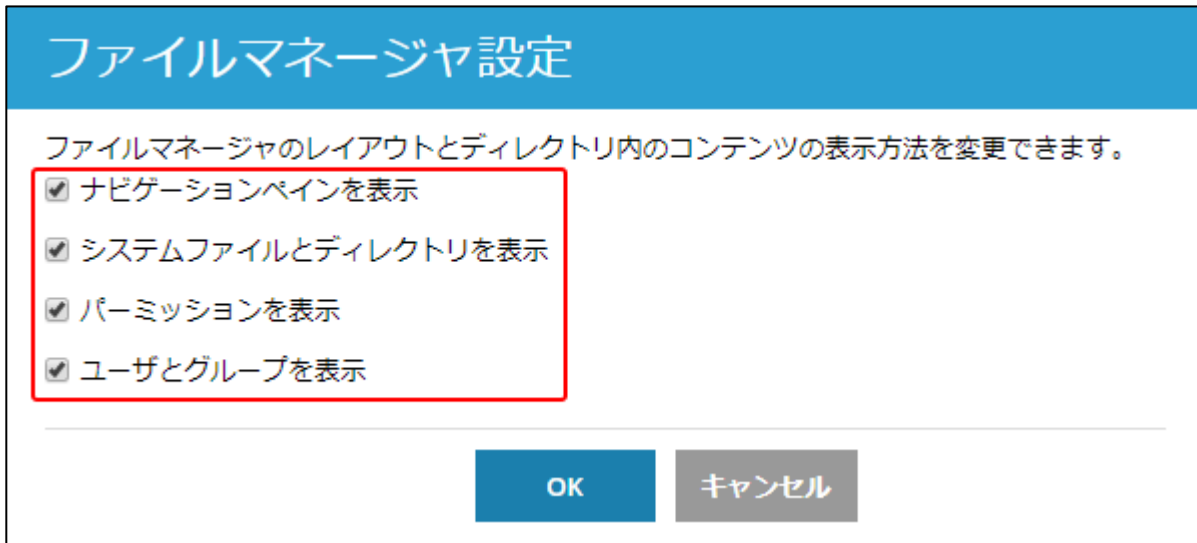 ファイルマネージャ設定
ファイルマネージャのレイアウトとディレクトリ内のコンテンツの表示方法を変更できます。
ナビゲーションペインを表示
システムファイルとディレクトリを表示
パーミッションを表示
ユーザとグループを表示
OK
キャンセル